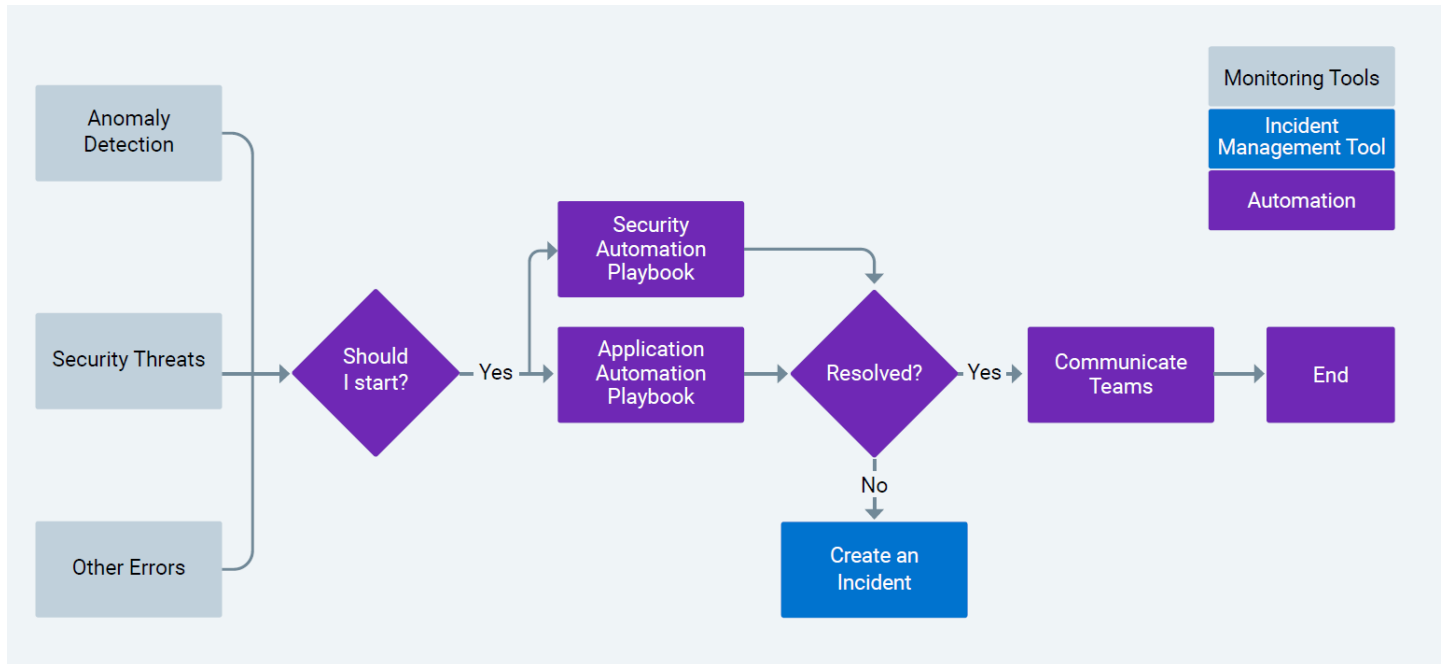 Anomaly
Detection
Security Threats
Other Errors
Should
I start?
Yes
Security
Automation
Playbook
Application
Automation
Playbook
Resolved?
Yes
No
Create an
Incident
Communicate
Teams
End
Monitoring Tools
Incident
Management Tool
Automation